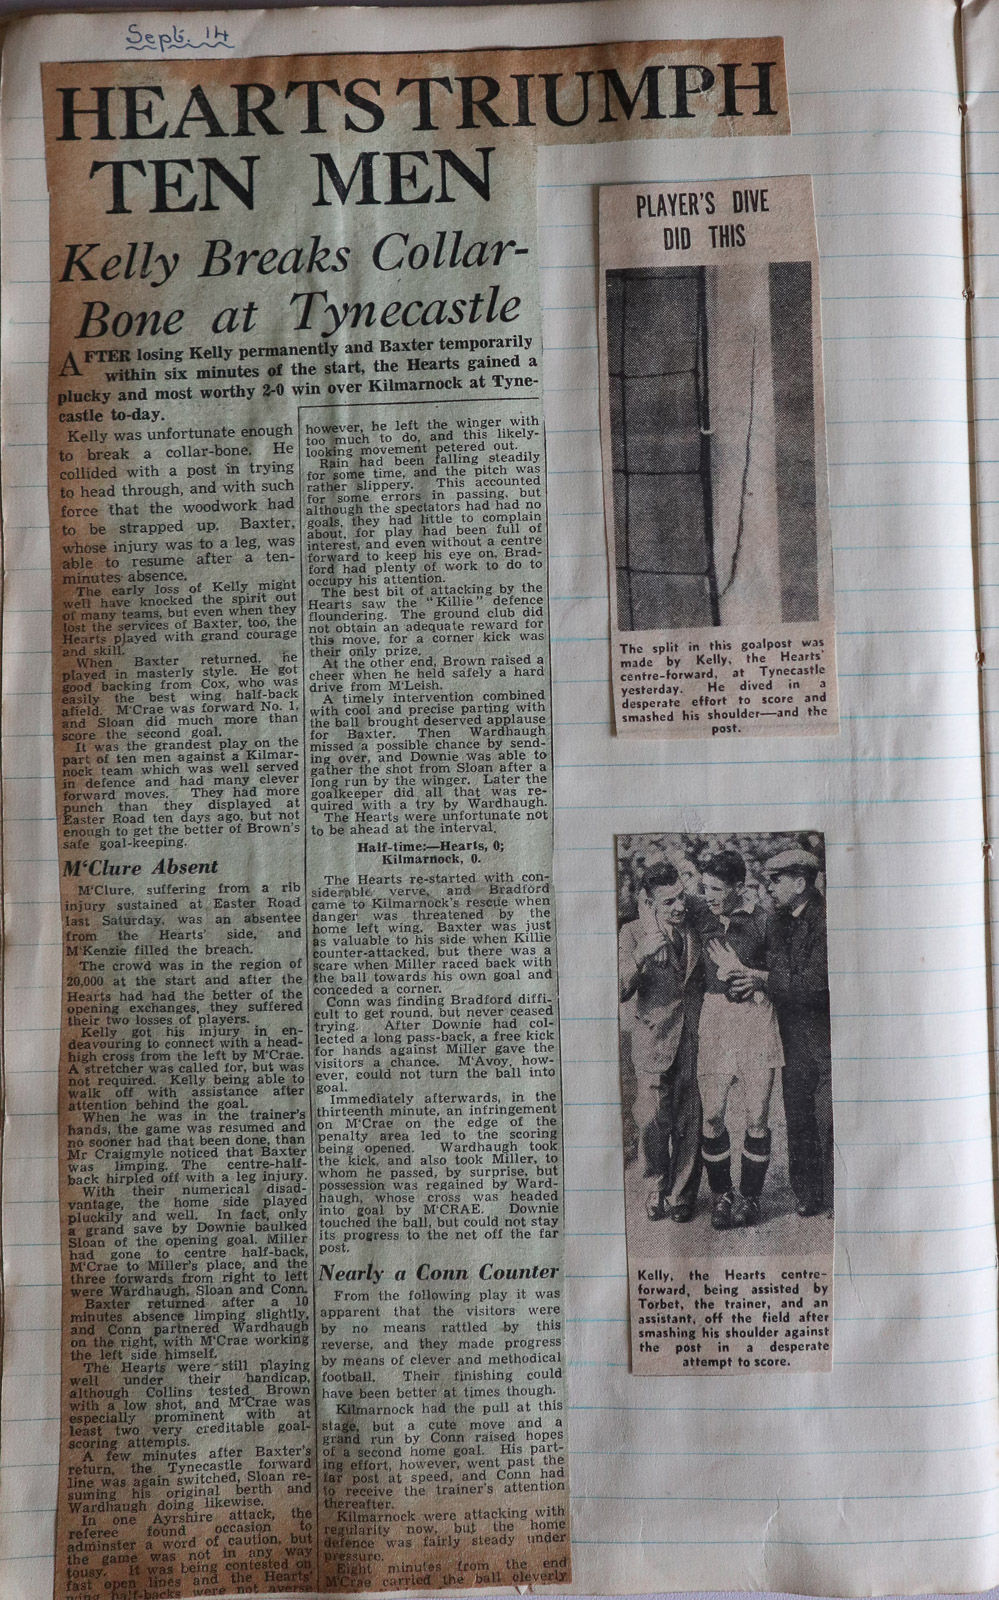 Sept. 14
HEARTS TRIUMPH
TEN MEN
Kelly Breaks Collar-
Bone at Tynecastle
AFTER losing Kelly permanently and Baxter temporarily
within six minutes of the start, the Hearts gained a
plucky and most worthy 2-0 win over Kilmarnock at Tyne-
castle to-day.
Kelly was unfortunate enough
to break a collar-bone. He
collided with a post in trying
to head through, and with such
force that the woodwork had
to be strapped up. Baxter,
whose injury was to a leg, was
able to resume after a ten-
minutes absence.
The early loss of Kelly might
well have knocked the spirit out
of many teams, but even when they
lost the services of Baxter, too, the
Hearts played with grand courage
and skill.
When Baxter returned, he
played in masterly style. He got
good backing from Cox, who was
easily the best wing half-back
afield. M'Crae was forward No. 1,
and Sloan did much more than
score the second goal.
It was the grandest play on the
part of ten men against a Kilmar-
nock team which was well served
in defence and had many clever
forward moves. They had more
punch than they displayed at
Easter Road ten days ago, but not
enough to get the better of Brown's
safe goal-keeping.
M'Clure Absent
M'Clure, suffering from a rib
injury sustained at Easter Road
last Saturday, was an absentee
from the Hearts' side, and
M'Kenzie filled the breach.
The crowd was in the region of
20,000 at the start and after the
Hearts had had the better of the
opening exchanges, they suffered
their two losses of players.
Kelly got his injury in en-
deavouring to connect with a head-
high cross from the left by M'Crae.
A stretcher was called for, but was
not required. Kelly being able to
walk off with assistance after
attention behind the goal.
When he was in the trainer's
hands, the game was resumed and
no sooner had that been done, than
Mr Craigmyle noticed that Baxter
was limping. The centre-half-
back hirpled off with a leg injury.
With their numerical disad-
vantage, the home side played
pluckily and well. In fact, only
a grand save by Downie baulked
Sloan of the opening goal. Miller
had gone to centre half-back,
M'Crae to Miller's place, and the
three forwards from right to left
were Wardhaugh, Sloan and Conn.
Baxter returned after a 10
minutes absence limping slightly,
and Conn partnered Wardhaugh
on the right, with M'Crae working
the left side himself.
The Hearts were still playing
well under their handicap,
although Collins tested Brown
with a low shot, and M'Crae was
especially prominent with at
least two very creditable goal-
scoring attempts.
A few minutes after Baxter's
return, the Tynecastle forward
line was again switched, Sloan re-
suming his original berth and
Wardhaugh doing likewise.
In one Ayrshire attack, the
referee found occasion to
adminster a word of caution, but
the game was not in any way
tousy. It was being contested on
fast open lines and the Hearts'
wing half-backs were not averse
however, he left the winger with
too much to do, and this likely-
looking movement petered out.
Rain had been falling steadily
for some time, and the pitch was
rather slippery. This accounted
for some errors in passing, but
although the spectators had had no
goals, they had little to complain
about, for play had been full of
interest, and even without a centre
forward to keep his eye on, Brad-
ford had plenty of work to do to
occupy his attention.
The best bit of attacking by the
Hearts saw the "Killie" defence
floundering. The ground club did
not obtain an adequate reward for
this move, for a corner kick was
their only prize.
At the other end, Brown raised a
cheer when he held safely a hard
drive from M'Leish.
A timely intervention combined
with cool and precise parting with
the ball brought deserved applause
for Baxter. Then Wardhaugh
missed a possible chance by send-
ing over, and Downie was able to
gather the shot from Sloan after a
long run by the winger. Later the
goalkeeper did all that was re-
quired with a try by Wardhaugh.
The Hearts were unfortunate not
to be ahead at the interval.
Half-time:—Hearts, 0;
Kilmarnock, 0.
The Hearts re-started with con-
siderable verve, and Bradford
came to Kilmarnock's rescue when
danger was threatened by the
home left wing. Baxter was just
as valuable to his side when Killie
counter-attacked, but there was a
scare when Miller raced back with
the ball towards his own goal and
conceded a corner.
Conn was finding Bradford diffi-
cult to get round, but never ceased
trying. After Downie had col-
lected a long pass-back, a free kick
for hands against Miller gave the
visitors a chance. M'Avoy, how-
ever, could not turn the ball into
goal.
Immediately afterwards, in the
thirteenth minute, an infringement
on M'Crae on the edge of the
penalty area led to the scoring
being opened. Wardhaugh took
the kick, and also took Miller, to
whom he passed, by surprise, but
possession was regained by Ward-
haugh, whose cross was headed
into goal by M'CRAE. Downie
touched the ball, but could not stay
its progress to the net off the far
post.
Nearly a Conn Counter
From the following play it was
apparent that the visitors were
by no means rattled by this
reverse, and they made progress
by means of clever and methodical
football. Their finishing could
have been better at times though.
Kilmarnock had the pull at this
stage, but a cute move and a
grand run by Conn raised hopes
of a second home goal. His part-
ing effort, however, went past the
far post at speed, and Conn had
to receive the trainer's attention
thereafter.
Kilmarnock were attacking with
regularity now, but the home
defence was fairly steady under
pressure.
Eight minutes from the end
M'Crae carried the ball cleverly
PLAYER'S DIVE
DID THIS
The split in this goalpost was
made by Kelly, the Hearts'
centre-forward, at Tynecastle
yesterday. He dived in a
desperate effort to score and
smashed his shoulder—and the
post.
Kelly, the Hearts centre-
forward, being assisted by
Torbet, the trainer, and an
assistant, off the field after
smashing his shoulder against
the post in a desperate
attempt to score.